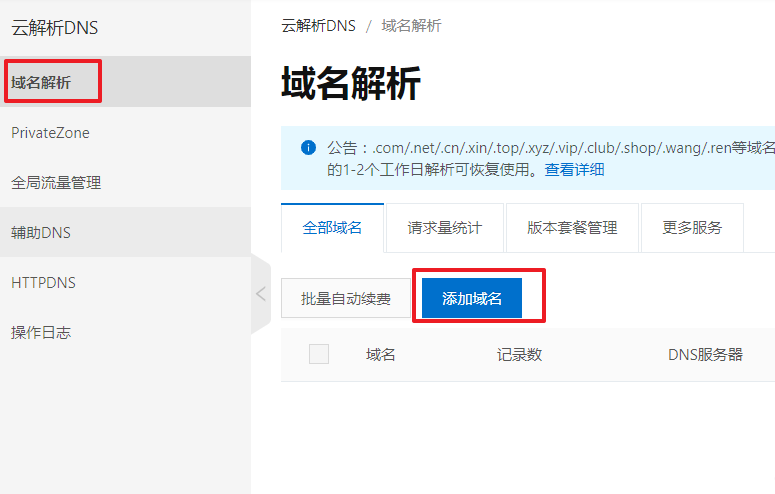 云解析DNS
域名解析
PrivateZone
全局流量管理
辅助DNS
HTTPDNS
操作日志
云解析DNS / 域名解析
域名解析
公告：.com/.net/.cn/.xin/.top/.xyz/.vip/.club/.shop/.wang/.ren等域名
的1-2个工作日解析可恢复使用。查看详细
全部域名 请求量统计 版本套餐管理 更多服务
批量自动续费 添加域名
域名 记录数 DNS服务器